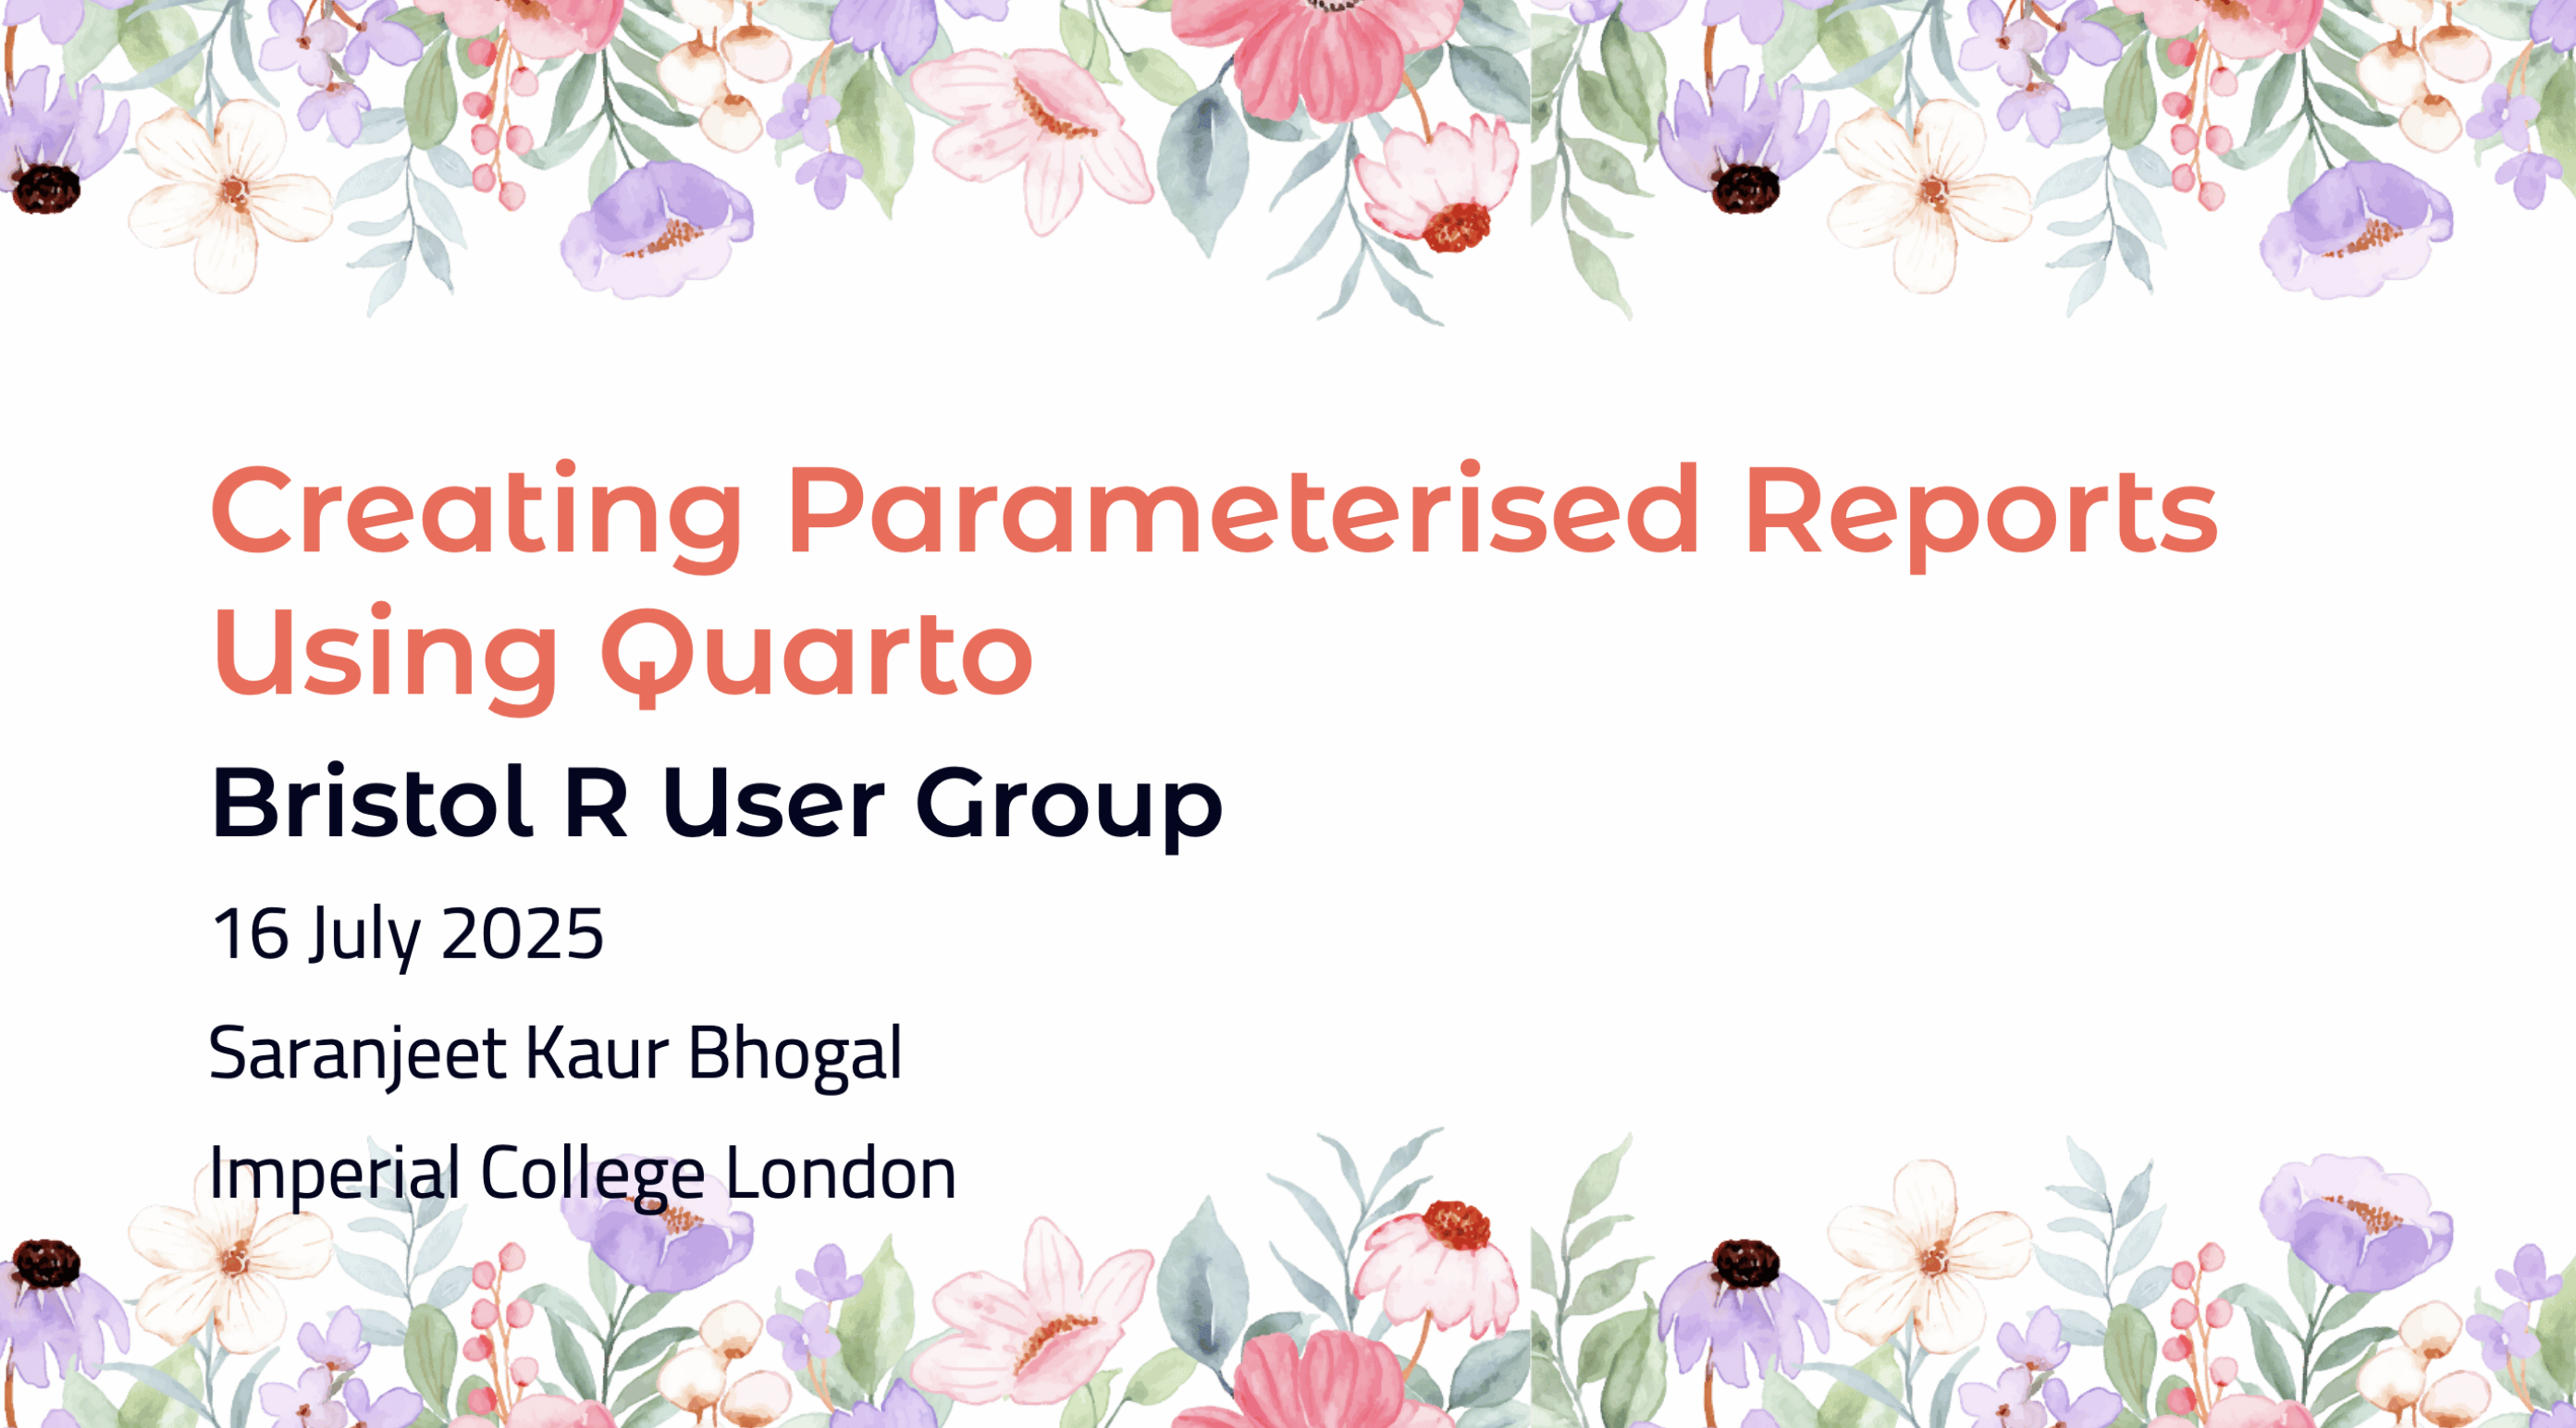 Creating Parameterised Reports
Using Quarto
Bristol R User Group
16 July 2025
Saranjeet Kaur Bhogal
Imperial College London